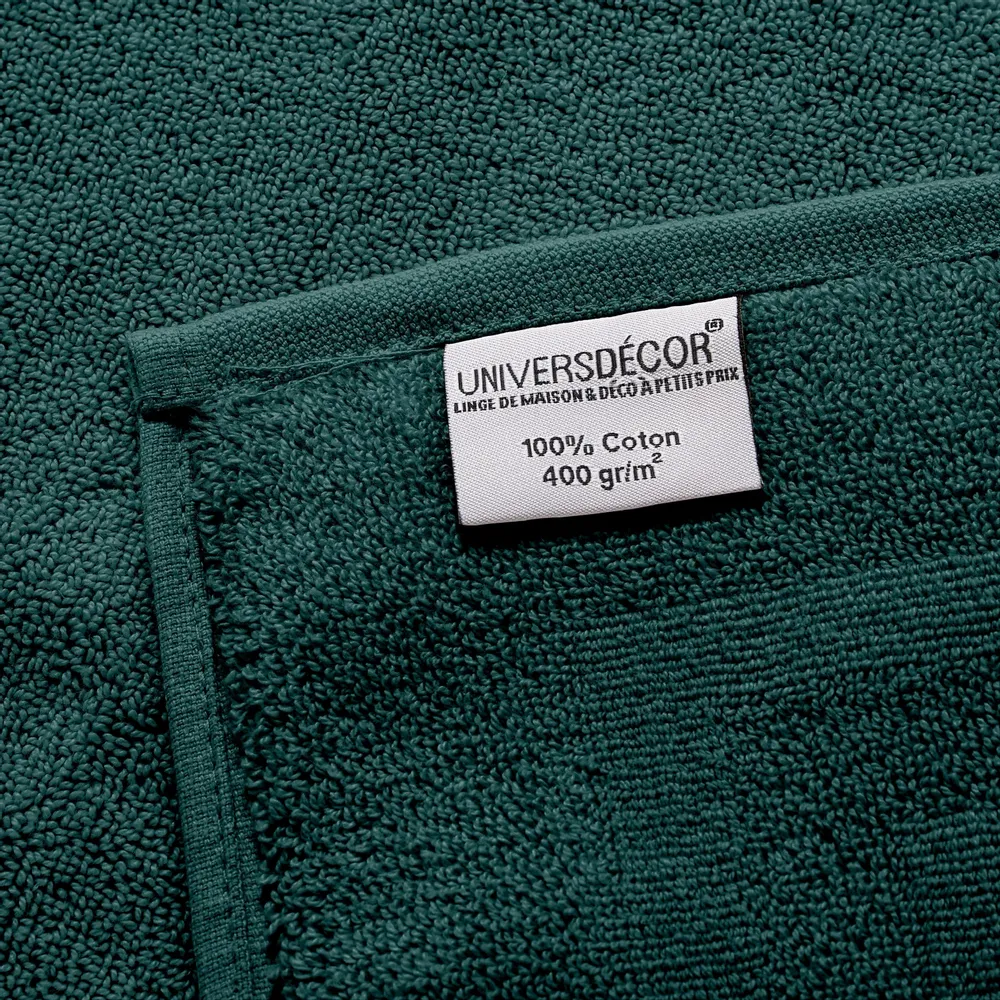 UNIVERSDÉCOR®
LINGE DE MAISON & DÉCO À PETITS PRIX
100% Coton
400 gr/m²